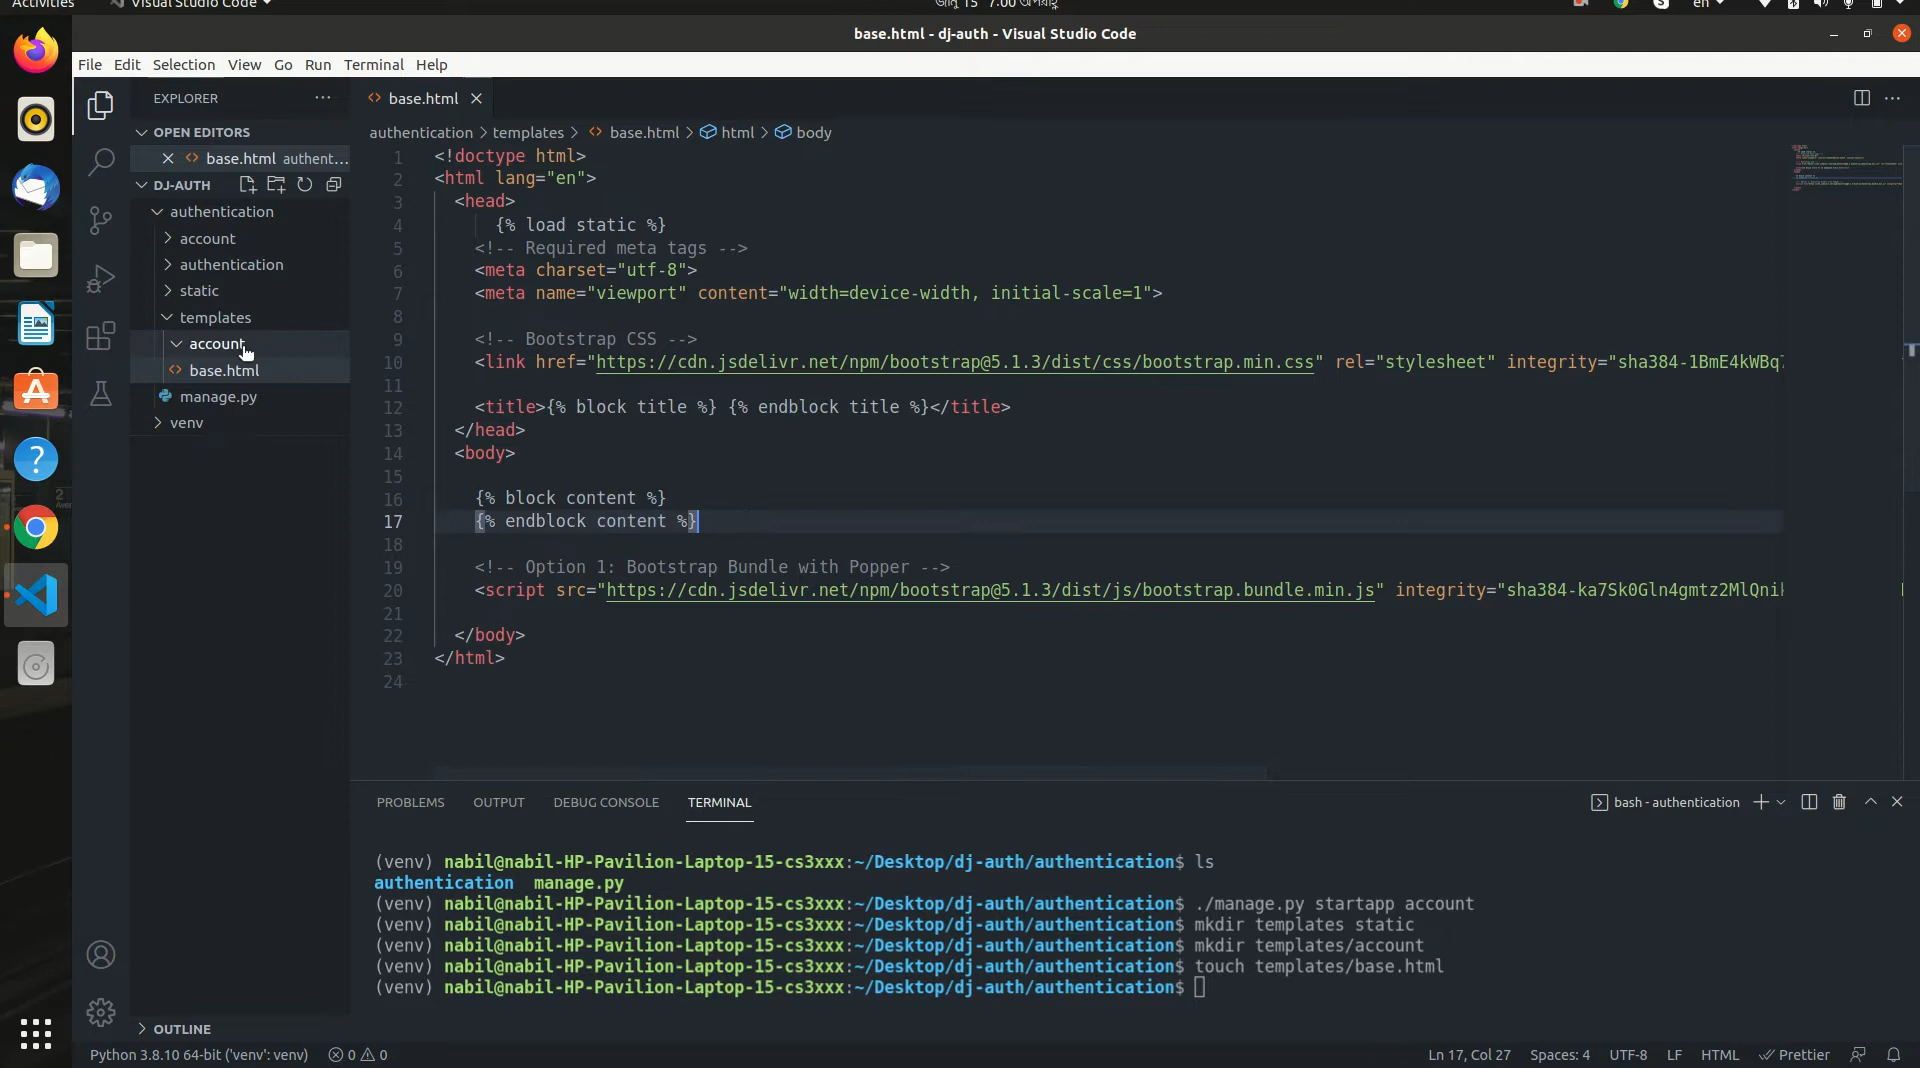 Activities Visual Studio Code
জানু 15 7:00 অপরাহ্ণ
en
base.html - dj-auth - Visual Studio Code
File Edit Selection View Go Run Terminal Help
EXPLORER
base.html
OPEN EDITORS
authentication > templates > base.html > html > body
base.html authent...
DJ-AUTH
authentication
account
authentication
static
templates
account
base.html
manage.py
venv
1 <!doctype html>
2 <html lang="en">
3 <head>
4 {% load static %}
5 <!-- Required meta tags -->
6 <meta charset="utf-8">
7 <meta name="viewport" content="width=device-width, initial-scale=1">
8
9 <!-- Bootstrap CSS -->
10 <link href="https://cdn.jsdelivr.net/npm/bootstrap@5.1.3/dist/css/bootstrap.min.css" rel="stylesheet" integrity="sha384-1BmE4kWBq
11
12 <title>{% block title %} {% endblock title %}</title>
13 </head>
14 <body>
15
16 {% block content %}
17 {% endblock content %}
18
19 <!-- Option 1: Bootstrap Bundle with Popper -->
20 <script src="https://cdn.jsdelivr.net/npm/bootstrap@5.1.3/dist/js/bootstrap.bundle.min.js" integrity="sha384-ka7Sk0Gln4gmtz2MlQni
21
22 </body>
23 </html>
24
PROBLEMS OUTPUT DEBUG CONSOLE TERMINAL
bash - authentication
(venv) nabil@nabil-HP-Pavilion-Laptop-15-cs3xxx:~/Desktop/dj-auth/authentication$ ls
authentication manage.py
(venv) nabil@nabil-HP-Pavilion-Laptop-15-cs3xxx:~/Desktop/dj-auth/authentication$ ./manage.py startapp account
(venv) nabil@nabil-HP-Pavilion-Laptop-15-cs3xxx:~/Desktop/dj-auth/authentication$ mkdir templates static
(venv) nabil@nabil-HP-Pavilion-Laptop-15-cs3xxx:~/Desktop/dj-auth/authentication$ mkdir templates/account
(venv) nabil@nabil-HP-Pavilion-Laptop-15-cs3xxx:~/Desktop/dj-auth/authentication$ touch templates/base.html
(venv) nabil@nabil-HP-Pavilion-Laptop-15-cs3xxx:~/Desktop/dj-auth/authentication$
OUTLINE
Python 3.8.10 64-bit ('venv': venv) 0 0
Ln 17, Col 27 Spaces: 4 UTF-8 LF HTML Prettier